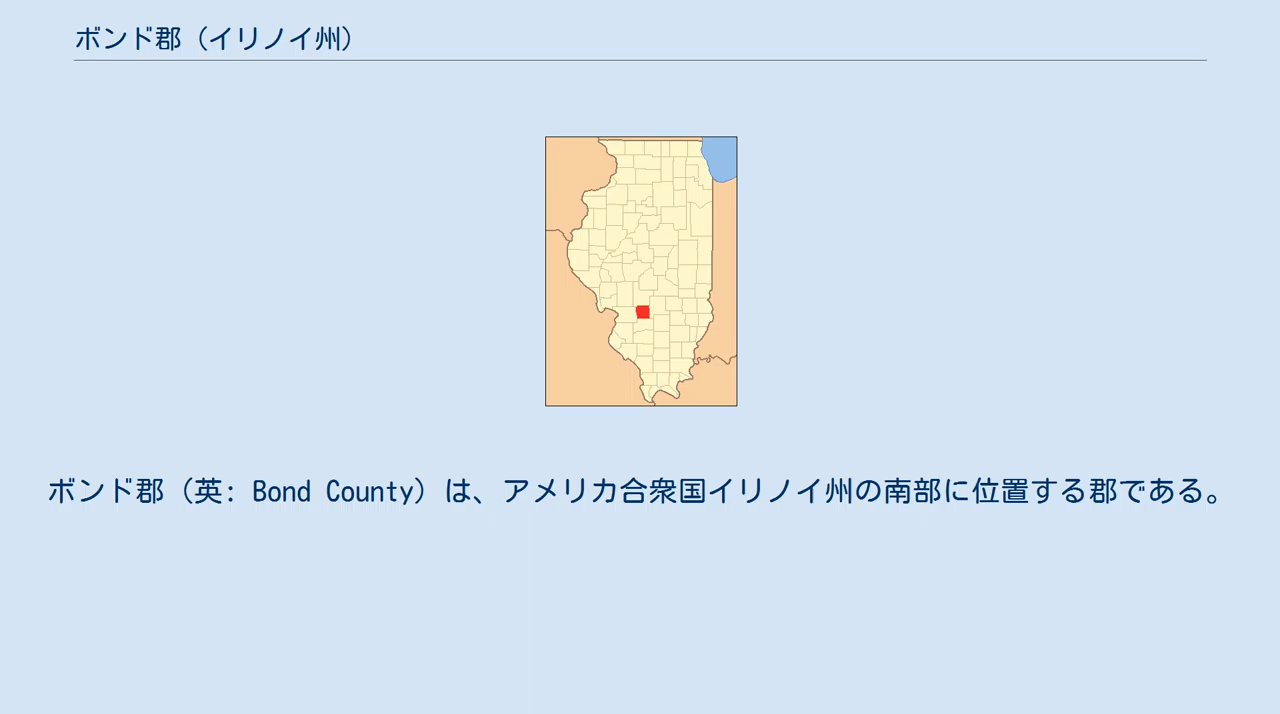 ボンド郡（イリノイ州）
ボンド郡（英: Bond County）は、アメリカ合衆国イリノイ州の南部に位置する郡である。